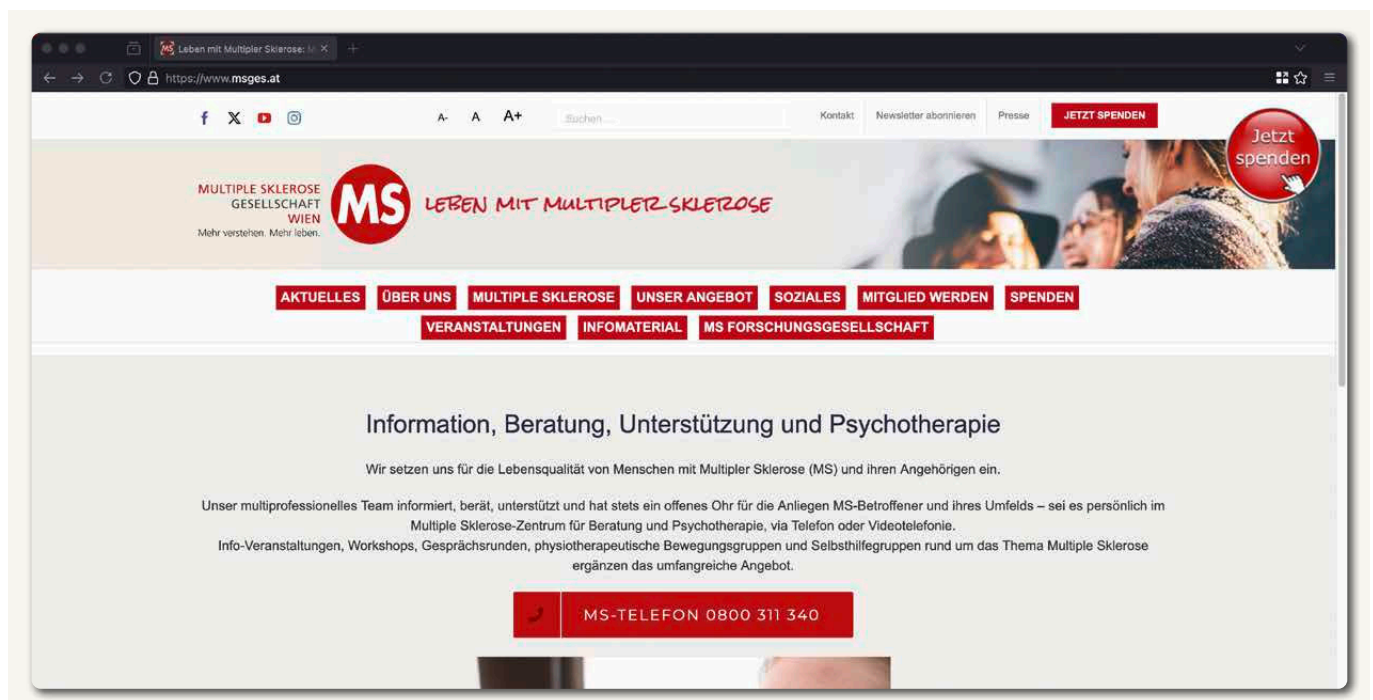 Leben mit Multipler Sklerose: M
https://www.msges.at
A- A A+ Suchen ... Kontakt Newsletter abonnieren Presse JETZT SPENDEN
Jetzt
spenden
MULTIPLE SKLEROSE
GESELLSCHAFT
WIEN
Mehr verstehen. Mehr leben.
MS
LEBEN MIT MULTIPLER SKLEROSE
AKTUELLES ÜBER UNS MULTIPLE SKLEROSE UNSER ANGEBOT SOZIALES MITGLIED WERDEN SPENDEN
VERANSTALTUNGEN INFOMATERIAL MS FORSCHUNGSGESELLSCHAFT
Information, Beratung, Unterstützung und Psychotherapie
Wir setzen uns für die Lebensqualität von Menschen mit Multipler Sklerose (MS) und ihren Angehörigen ein.
Unser multiprofessionelles Team informiert, berät, unterstützt und hat stets ein offenes Ohr für die Anliegen MS-Betroffener und ihres Umfelds – sei es persönlich im
Multiple Sklerose-Zentrum für Beratung und Psychotherapie, via Telefon oder Videotelefonie.
Info-Veranstaltungen, Workshops, Gesprächsrunden, physiotherapeutische Bewegungsgruppen und Selbsthilfegruppen rund um das Thema Multiple Sklerose
ergänzen das umfangreiche Angebot.
MS-TELEFON 0800 311 340